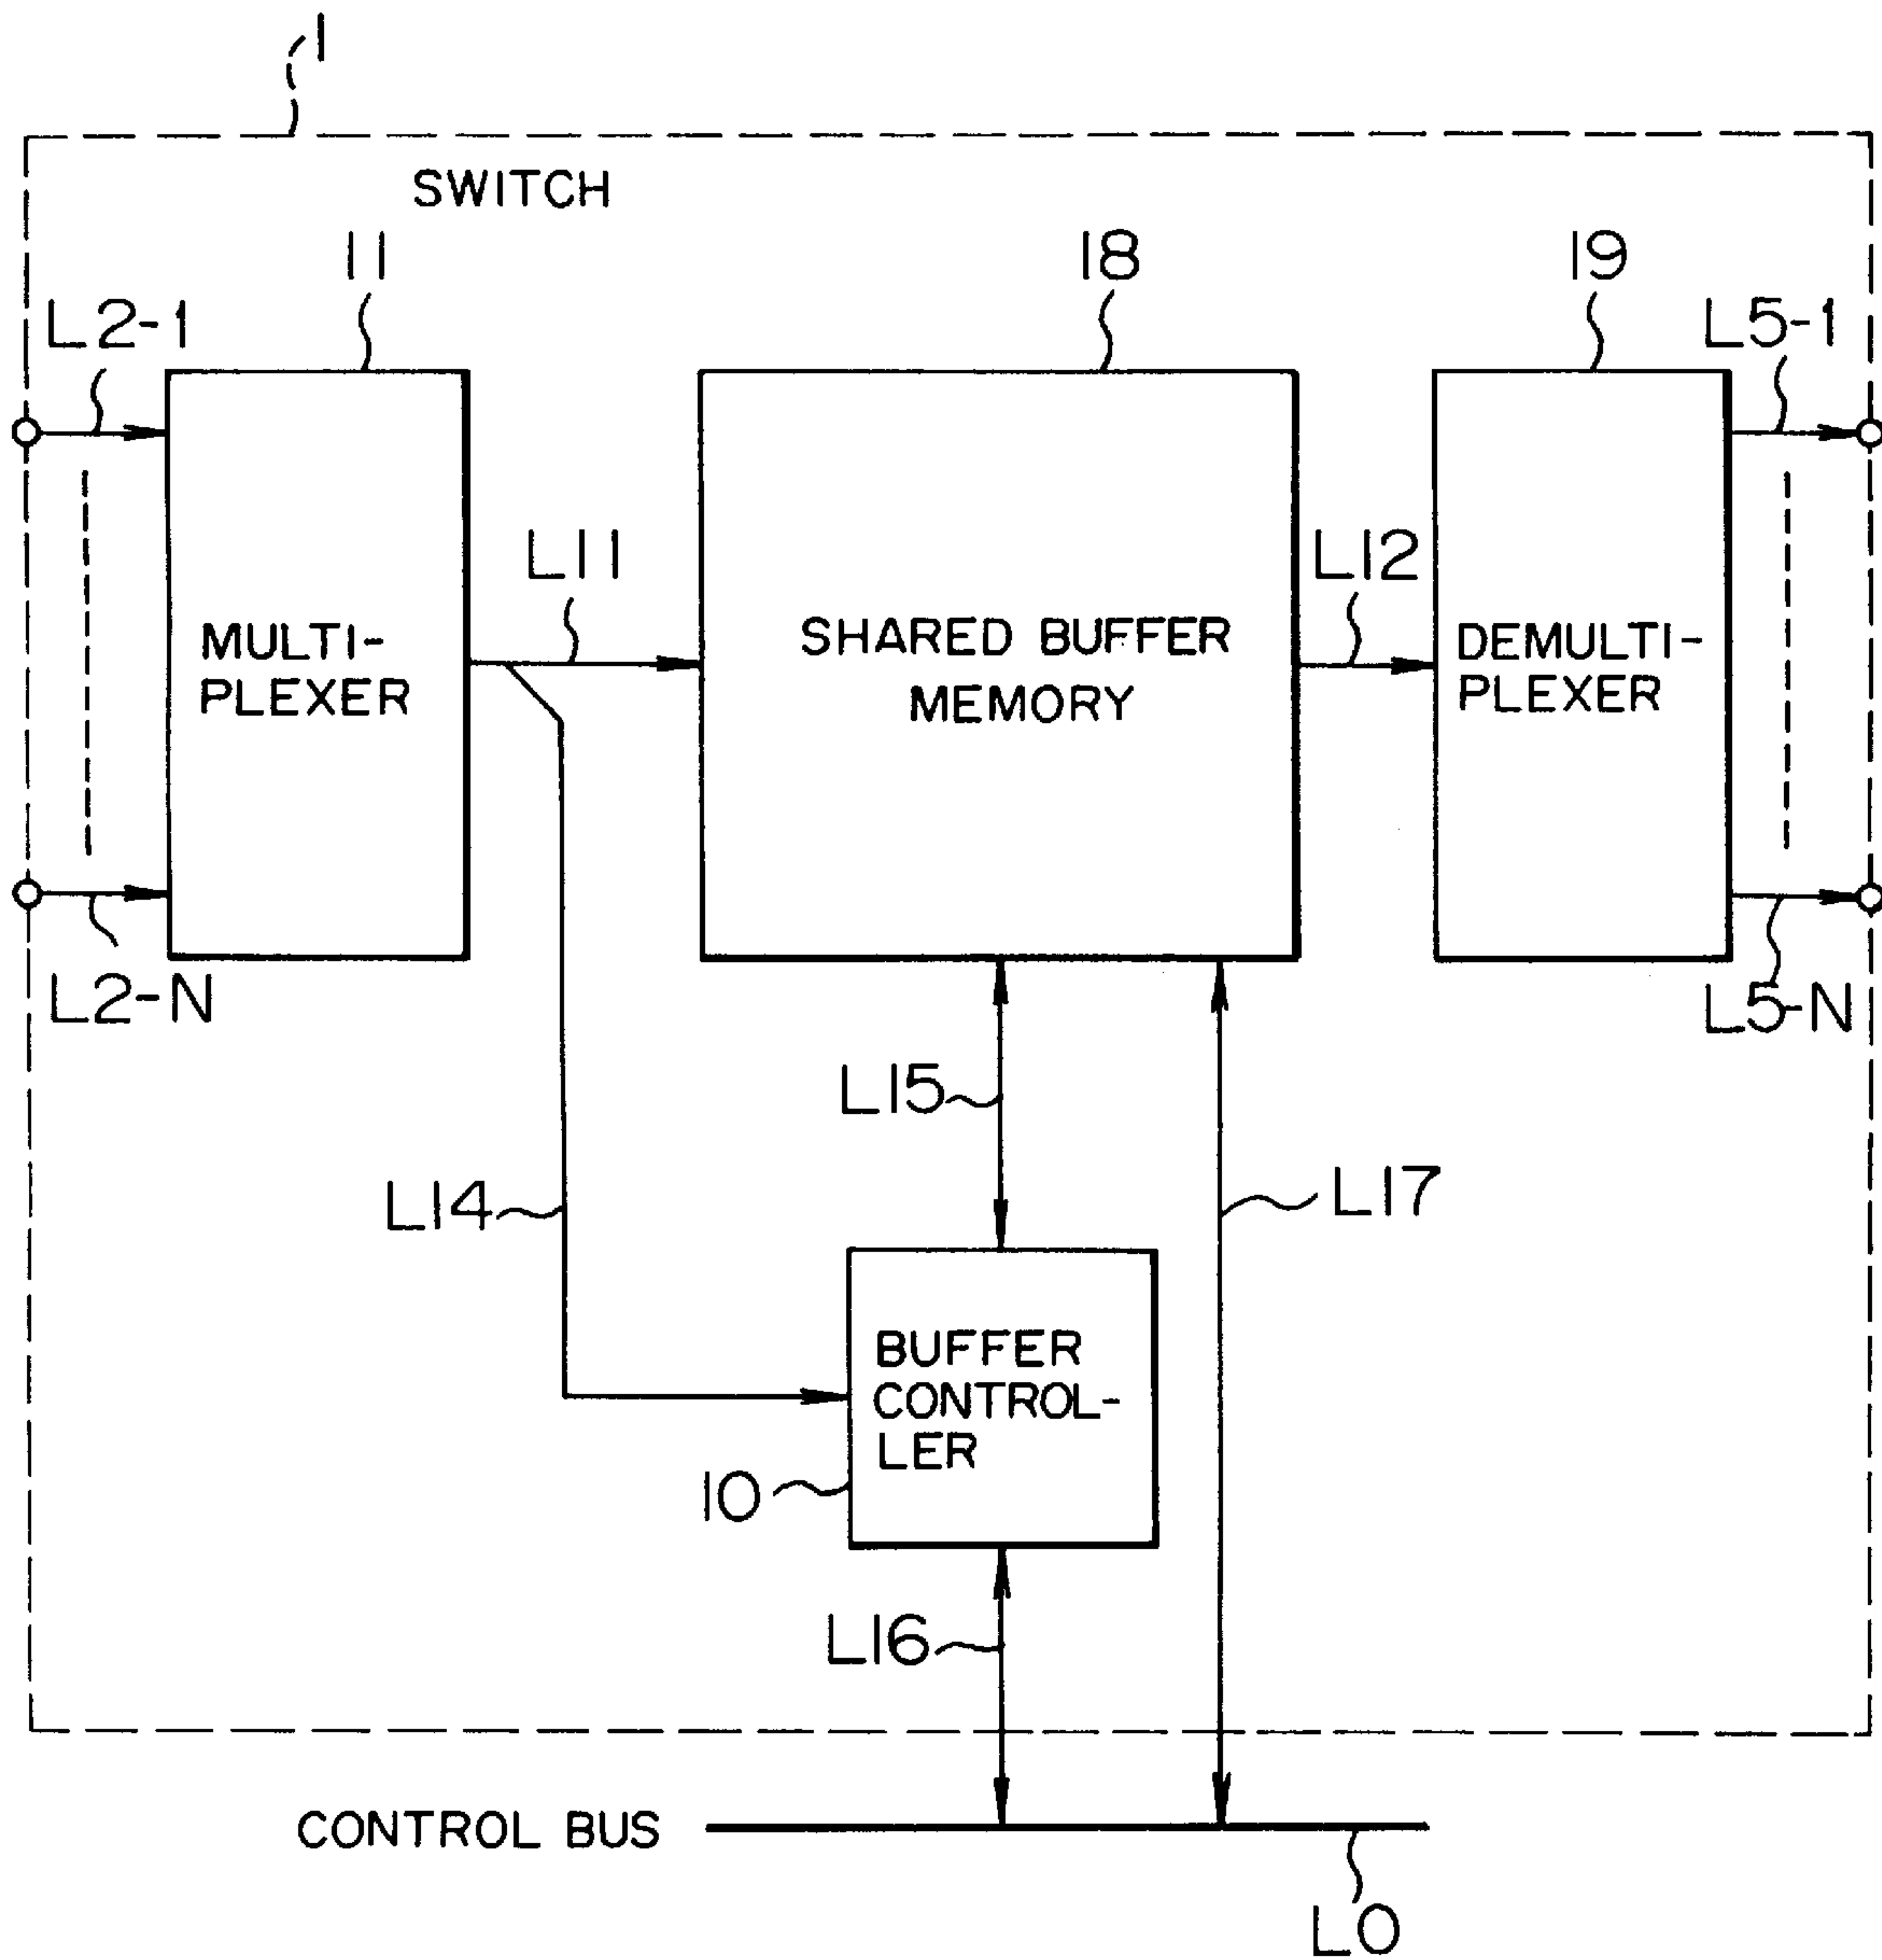 1
SWITCH
11
18
19
L2-1
L5-1
L11
L12
MULTI-
PLEXER
SHARED BUFFER
MEMORY
DEMULTI-
PLEXER
L2-N
L5-N
L15
L14
L17
BUFFER
CONTROL-
LER
10
L16
CONTROL BUS
L0